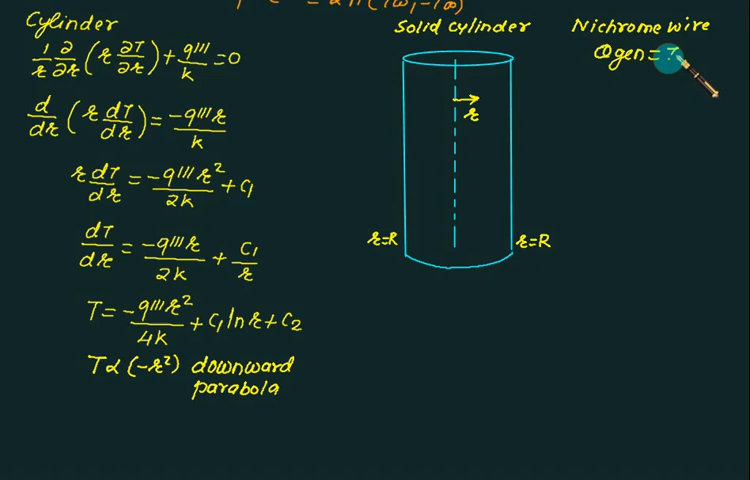 Cylinder
1/r ∂/∂r (r ∂T/∂r) + q'''/k = 0
d/dr (r dT/dr) = -q'''r/k
r dT/dr = -q'''r²/2k + C₁
dT/dr = -q'''r/2k + C₁/r
T = -q'''r²/4k + C₁ ln r + C₂
T α (-r²) downward
parabola
Solid cylinder
r
r=R
r=R
Nichrome wire
Qgen = ?